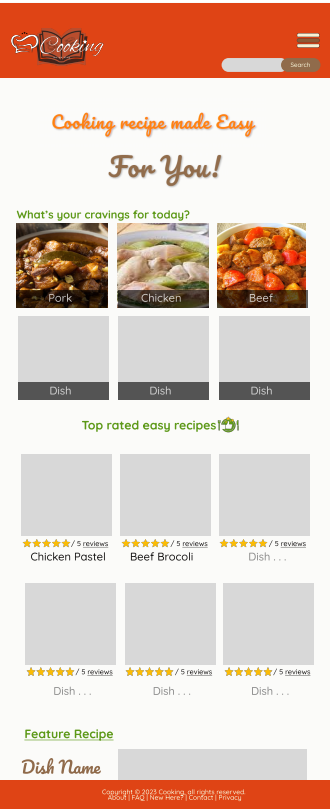 Cooking
Search
Cooking recipe made Easy
For You!
What's your cravings for today?
Pork Chicken Beef
Dish Dish Dish
Top rated easy recipes
/ 5 reviews / 5 reviews / 5 reviews
Chicken Pastel Beef Brocoli Dish . . .
/ 5 reviews / 5 reviews / 5 reviews
Dish . . . Dish . . . Dish . . .
Feature Recipe
Dish Name
Copyright © 2023 Cooking, all rights reserved.
About | FAQ | New Here? | Contact | Privacy